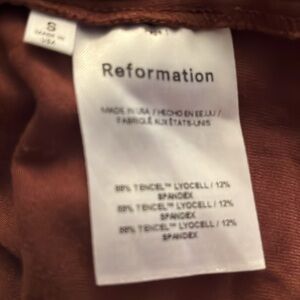 S
MADE IN
USA
Reformation
MADE IN USA / HECHO EN EE.UU /
FABRIQUÉ AUX ÉTATS-UNIS
88% TENCEL™ LYOCELL / 12%
SPANDEX
88% TENCEL™ LYOCELL / 12%
SPANDEX
88% TENCEL™ LYOCELL / 12%
SPANDEX